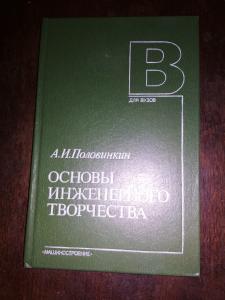 В
ДЛЯ ВУЗОВ
А.И.Половинкин
ОСНОВЫ
ИНЖЕНЕРНОГО
ТВОРЧЕСТВА
«МАШИНОСТРОЕНИЕ»